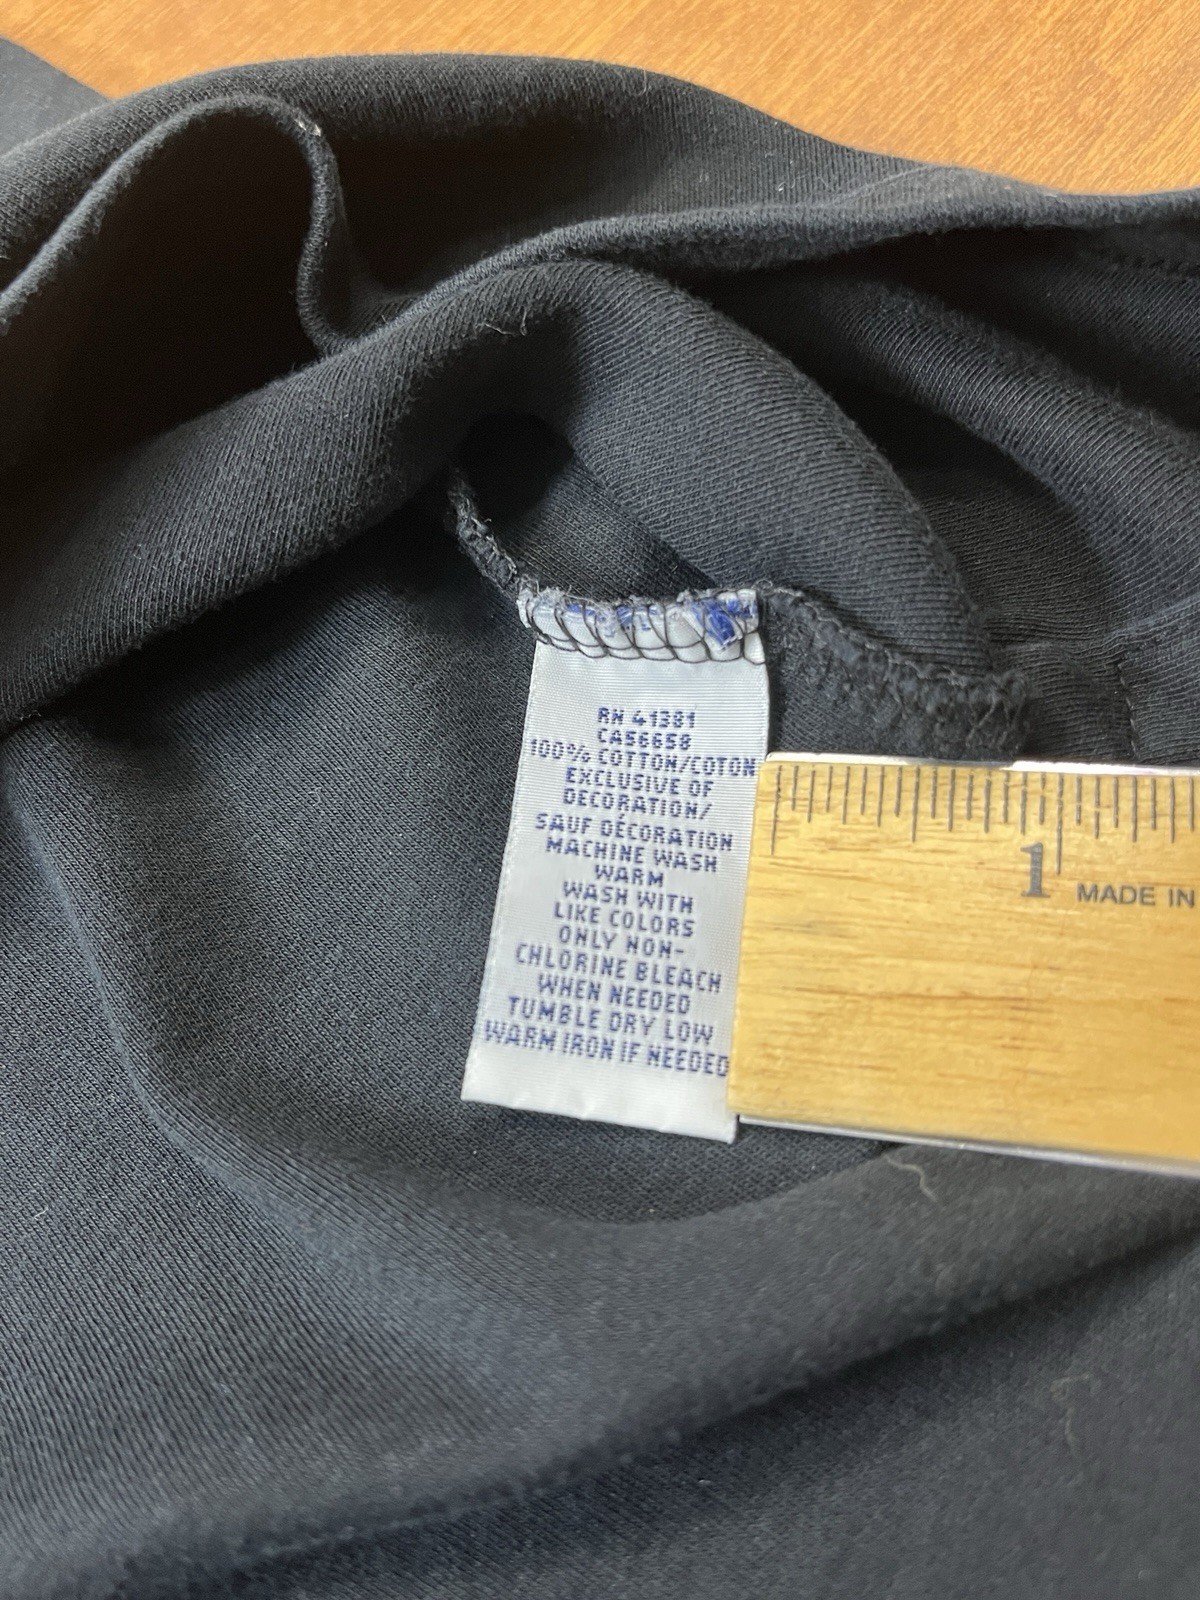 RN 41381
CA56658
100% COTTON/COTON
EXCLUSIVE OF
DECORATION/
SAUF DÉCORATION
MACHINE WASH
WARM
WASH WITH
LIKE COLORS
ONLY NON-
CHLORINE BLEACH
WHEN NEEDED
TUMBLE DRY LOW
WARM IRON IF NEEDED
1
MADE IN